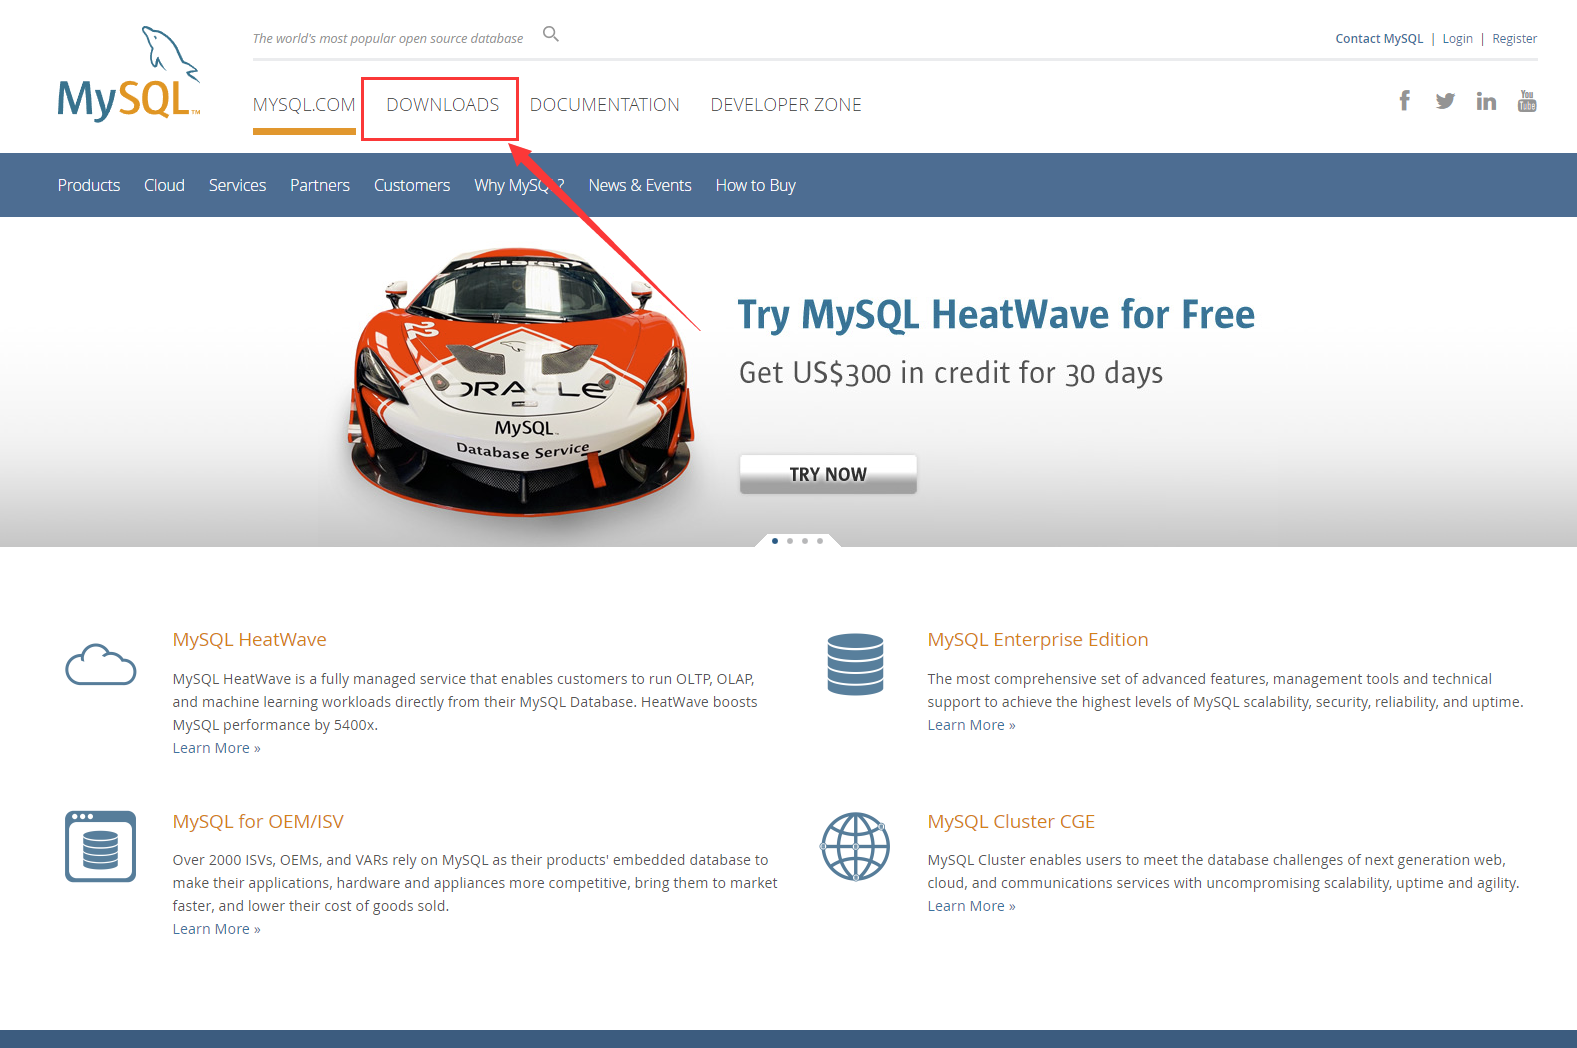 The world's most popular open source database
Contact MySQL | Login | Register
MySQL™
MYSQL.COM DOWNLOADS DOCUMENTATION DEVELOPER ZONE
You
Tube
Products Cloud Services Partners Customers Why MySQL? News & Events How to Buy
McLaren
22
ORACLE
MySQL
Database Service
Try MySQL HeatWave for Free
Get US$300 in credit for 30 days
TRY NOW
MySQL HeatWave
MySQL HeatWave is a fully managed service that enables customers to run OLTP, OLAP,
and machine learning workloads directly from their MySQL Database. HeatWave boosts
MySQL performance by 5400x.
Learn More »
MySQL Enterprise Edition
The most comprehensive set of advanced features, management tools and technical
support to achieve the highest levels of MySQL scalability, security, reliability, and uptime.
Learn More »
MySQL for OEM/ISV
Over 2000 ISVs, OEMs, and VARs rely on MySQL as their products' embedded database to
make their applications, hardware and appliances more competitive, bring them to market
faster, and lower their cost of goods sold.
Learn More »
MySQL Cluster CGE
MySQL Cluster enables users to meet the database challenges of next generation web,
cloud, and communications services with uncompromising scalability, uptime and agility.
Learn More »